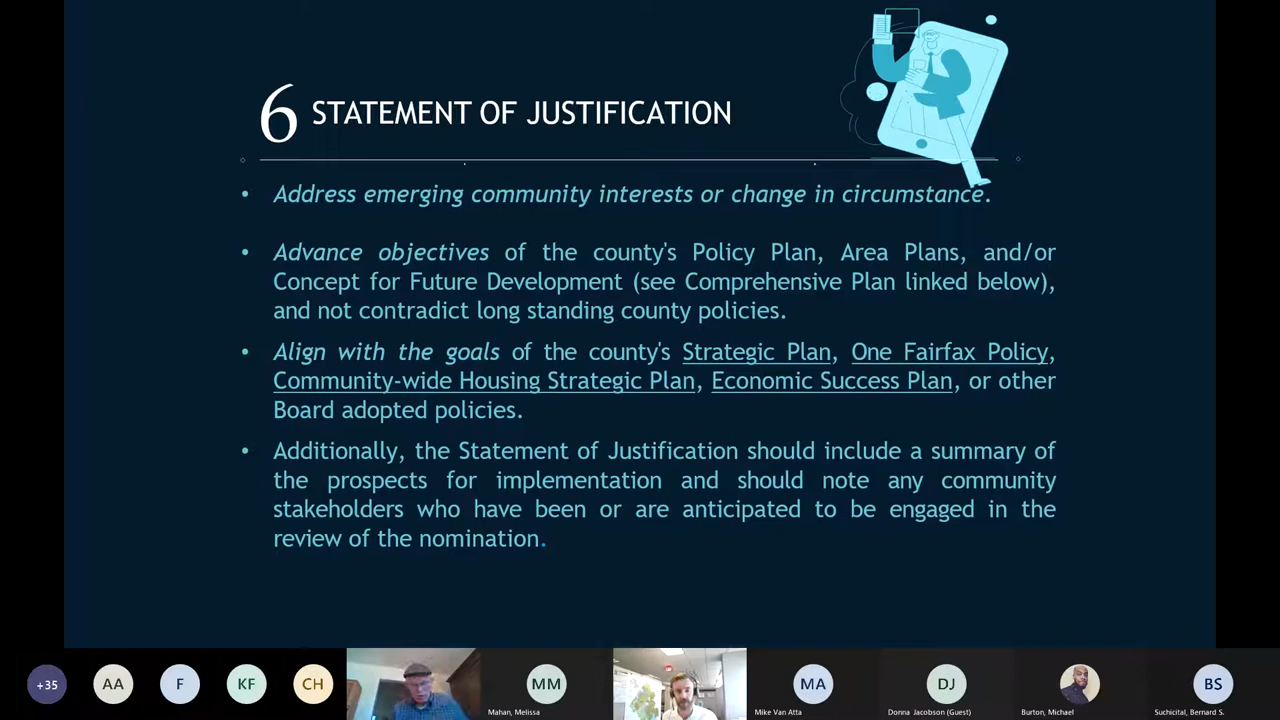 6 STATEMENT OF JUSTIFICATION
• Address emerging community interests or change in circumstance.
• Advance objectives of the county's Policy Plan, Area Plans, and/or
Concept for Future Development (see Comprehensive Plan linked below),
and not contradict long standing county policies.
• Align with the goals of the county's Strategic Plan, One Fairfax Policy,
Community-wide Housing Strategic Plan, Economic Success Plan, or other
Board adopted policies.
• Additionally, the Statement of Justification should include a summary of
the prospects for implementation and should note any community
stakeholders who have been or are anticipated to be engaged in the
review of the nomination.
+35 AA F KF CH MM MA DJ BS
Mahan, Melissa Mike Van Atta Donna Jacobson (Guest) Burton, Michael Suchicital, Bernard S.